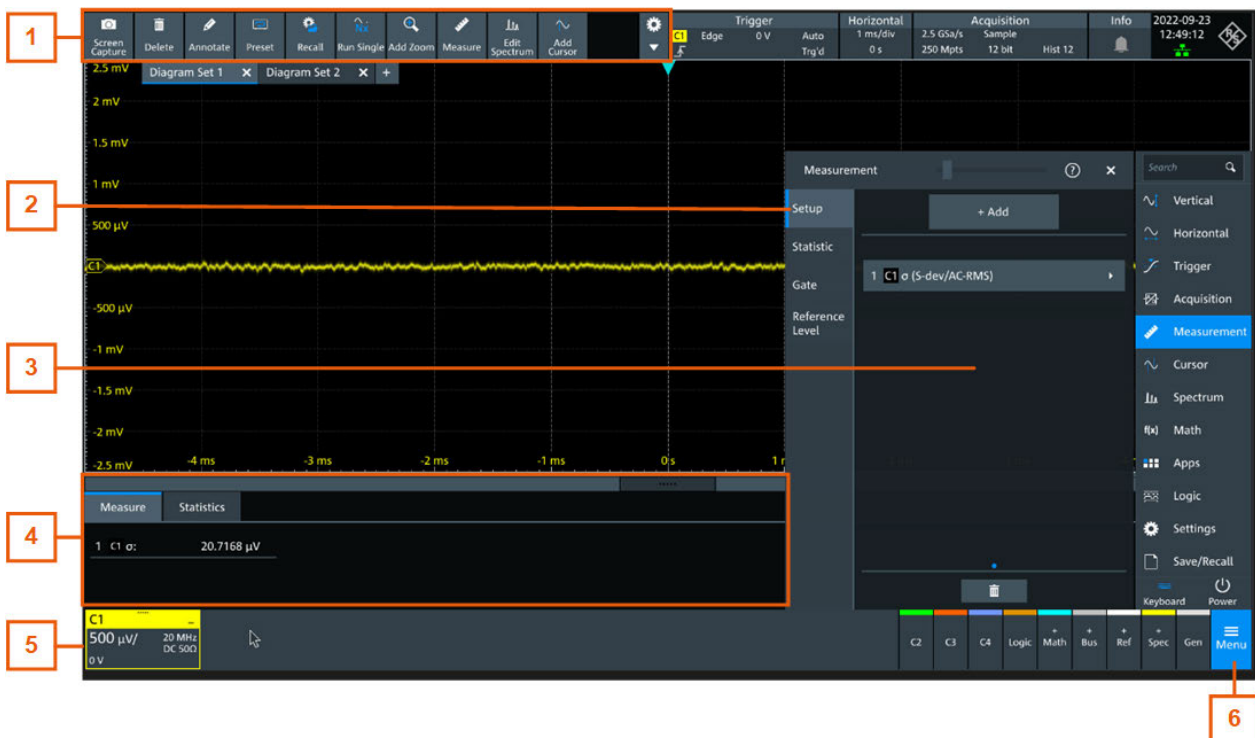 1
Screen Capture
Delete
Annotate
Preset
Recall
Run Single
Add Zoom
Measure
Edit Spectrum
Add Cursor
Trigger
C1 Edge 0 V Auto
Trg'd
Horizontal
1 ms/div
0 s
Acquisition
2.5 GSa/s Sample
250 Mpts 12 bit Hist 12
Info
2022-09-23
12:49:12
R&S
2.5 mV
Diagram Set 1 × Diagram Set 2 × +
2 mV
1.5 mV
1 mV
500 µV
C1
-500 µV
-1 mV
-1.5 mV
-2 mV
-2.5 mV
-4 ms -3 ms -2 ms -1 ms 0 s 1
2
3
Measurement ? ×
Setup
Statistic
Gate
Reference
Level
+ Add
1 C1 σ (S-dev/AC-RMS)
Search
Vertical
Horizontal
Trigger
Acquisition
Measurement
Cursor
Spectrum
f(x) Math
Apps
Logic
Settings
Save/Recall
Keyboard Power
4
Measure Statistics
1 C1 σ: 20.7168 µV
5
C1
500 µV/ 20 MHz
DC 50Ω
0 V
C2 C3 C4 Logic + Math + Bus + Ref + Spec Gen Menu
6